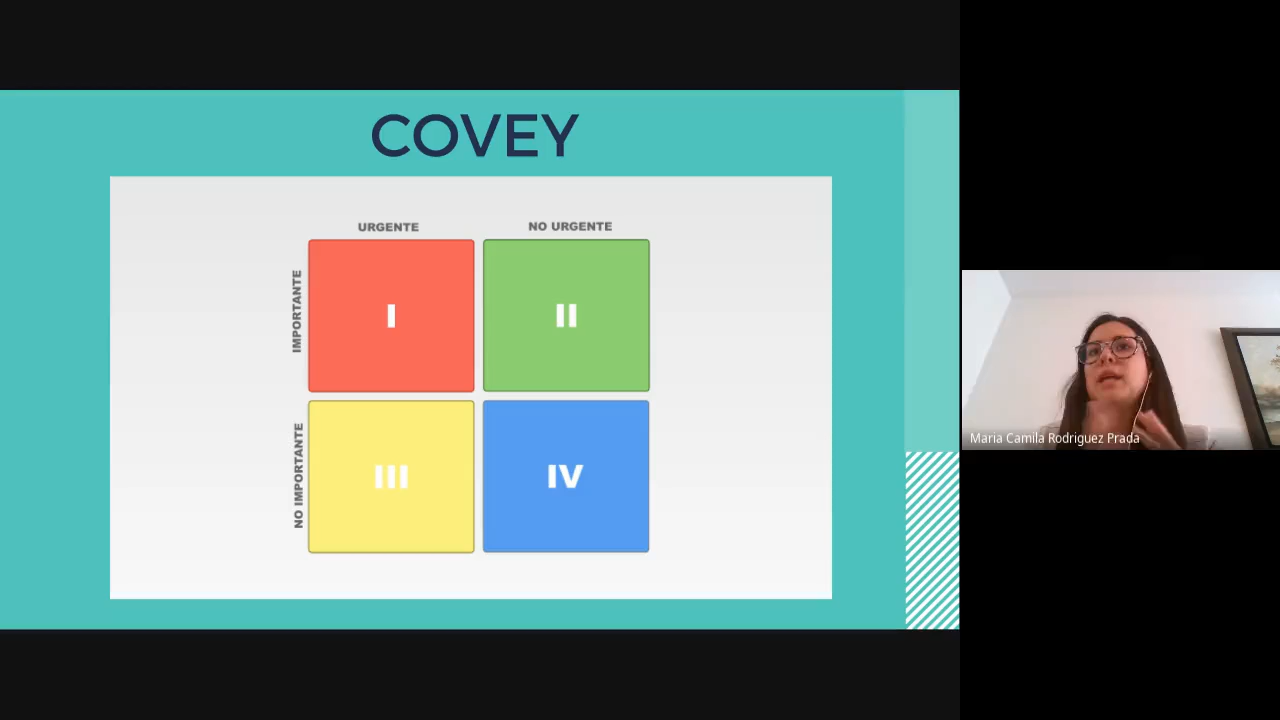 COVEY
URGENTE
NO URGENTE
IMPORTANTE
I
II
NO IMPORTANTE
III
IV
Maria Camila Rodriguez Prada